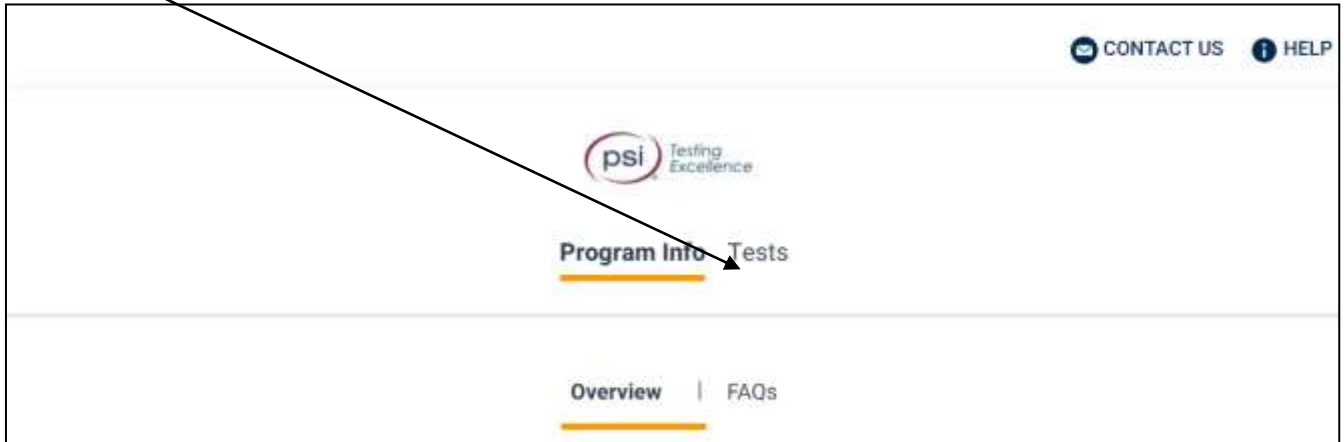 CONTACT US HELP
psi Testing
Excellence
Program Info Tests
Overview | FAQs